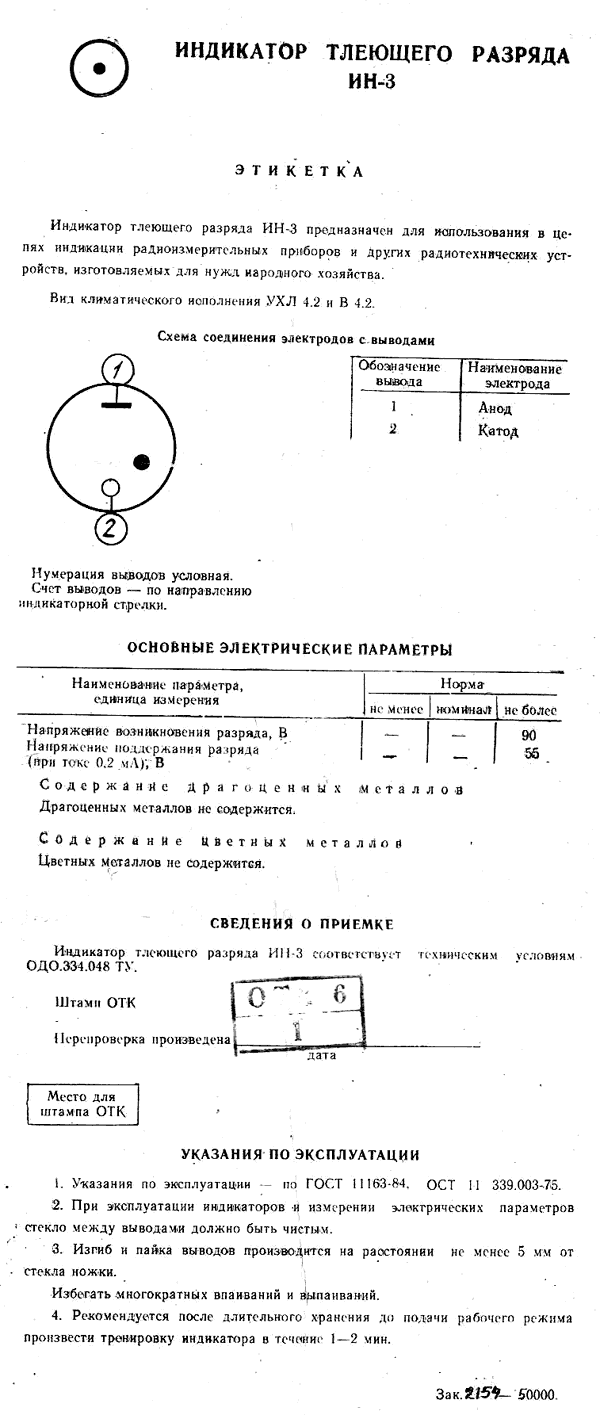 ИНДИКАТОР ТЛЕЮЩЕГО РАЗРЯДА
ИН-3
ЭТИКЕТКА
Индикатор тлеющего разряда ИН-3 предназначен для использования в це-
пях индикации радиоизмерительных приборов и других радиотехнических уст-
ройств, изготовляемых для нужд народного хозяйства.
Вид климатического исполнения УХЛ 4.2 и В 4.2.
Схема соединения электродов с выводами
1
2
Обозначение вывода Наименование электрода
1 Анод
2 Катод
Нумерация выводов условная.
Счет выводов — по направлению
индикаторной стрелки.
ОСНОВНЫЕ ЭЛЕКТРИЧЕСКИЕ ПАРАМЕТРЫ
Наименование параметра, единица измерения Норма
не менее номинал не более
Напряжение возникновения разряда, В — — 90
Напряжение поддержания разряда — — 55
(при токе 0,2 мА), В
Содержание драгоценных металлов
Драгоценных металлов не содержится.
Содержание цветных металлов
Цветных металлов не содержится.
СВЕДЕНИЯ О ПРИЕМКЕ
Индикатор тлеющего разряда ИН-3 соответствует техническим условиям
ОДО.334.048 ТУ.
Штамп ОТК
6
1
Перепроверка произведена
дата
Место для
штампа ОТК
УКАЗАНИЯ ПО ЭКСПЛУАТАЦИИ
1. Указания по эксплуатации — по ГОСТ 11163-84, ОСТ 11 339.003-75.
2. При эксплуатации индикаторов и измерении электрических параметров
стекло между выводами должно быть чистым.
3. Изгиб и пайка выводов производится на расстоянии не менее 5 мм от
стекла ножки.
Избегать многократных впаиваний и выпаиваний.
4. Рекомендуется после длительного хранения до подачи рабочего режима
произвести тренировку индикатора в течение 1—2 мин.
Зак. 2154— 50000.